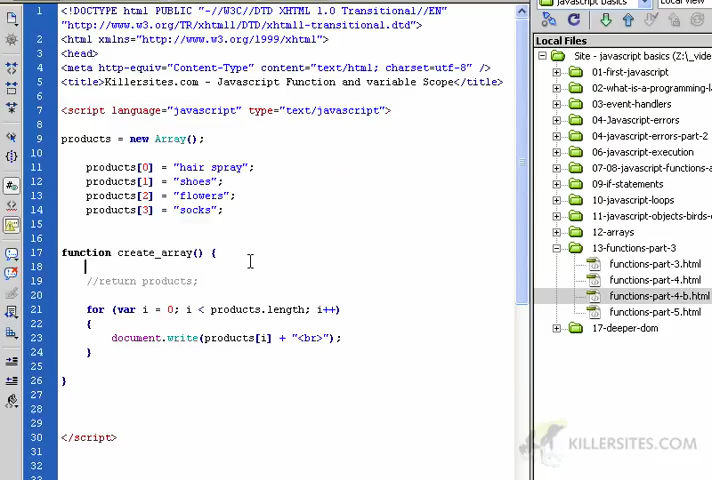 javascript basics
Local View
Local Files
1 <!DOCTYPE html PUBLIC "-//W3C//DTD XHTML 1.0 Transitional//EN"
"http://www.w3.org/TR/xhtml1/DTD/xhtml1-transitional.dtd">
2 <html xmlns="http://www.w3.org/1999/xhtml">
3 <head>
4 <meta http-equiv="Content-Type" content="text/html; charset=utf-8" />
5 <title>Killersites.com - Javascript Function and variable Scope</title>
6
7 <script language="javascript" type="text/javascript">
8
9 products = new Array();
10
11 products[0] = "hair spray";
12 products[1] = "shoes";
13 products[2] = "flowers";
14 products[3] = "socks";
15
16
17 function create_array() {
18
19 //return products;
20
21 for (var i = 0; i < products.length; i++)
22 {
23 document.write(products[i] + "<br>");
24 }
25
26 }
27
28
29
30 </script>
31
32
33
Site - javascript basics (Z:\_video
01-first-javascript
02-what-is-a-programming-la
03-event-handlers
04-Javascript-errors
04-javascript-errors-part-2
06-javascript-execution
07-08-javascript-functions-a
09-if-statements
10-javascript-loops
11-javascript-objects-birds-
12-arrays
13-functions-part-3
functions-part-3.html
functions-part-4.html
functions-part-4-b.html
functions-part-5.html
17-deeper-dom
KILLERSITES.COM